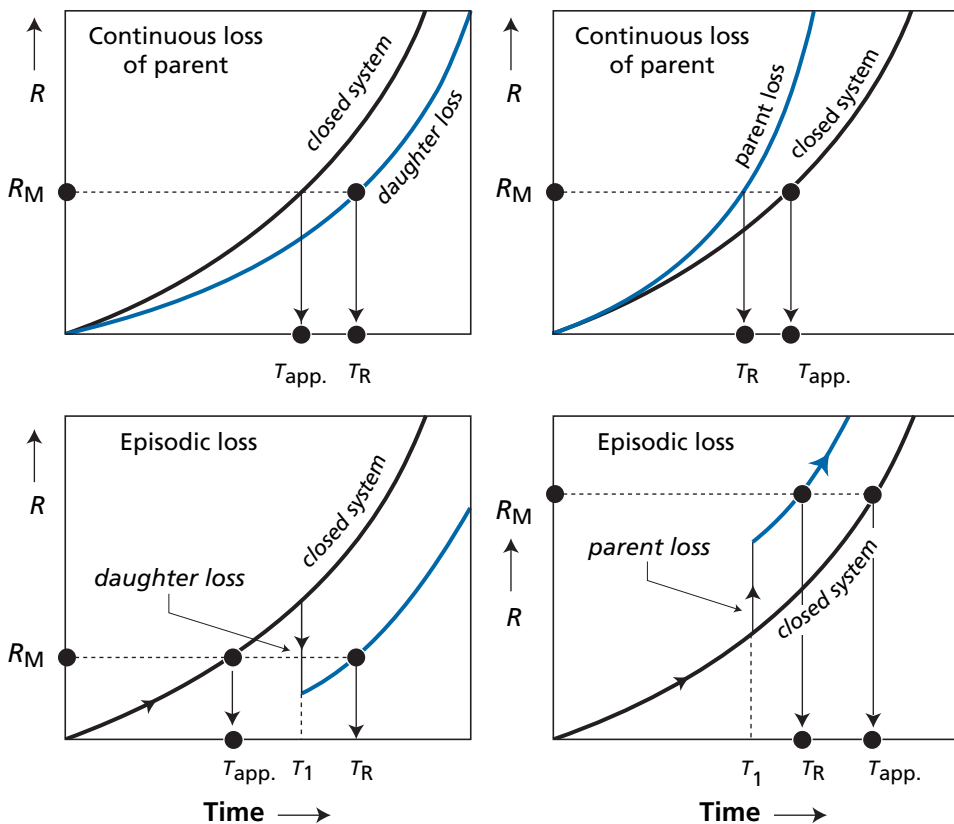 Continuous loss
of parent
R
closed system
daughter loss
RM
Tapp.
TR
Continuous loss
of parent
R
parent loss
closed system
RM
TR
Tapp.
Episodic loss
R
closed system
daughter loss
RM
Tapp.
T1
TR
Time
Episodic loss
RM
parent loss
R
closed system
T1
TR
Tapp.
Time